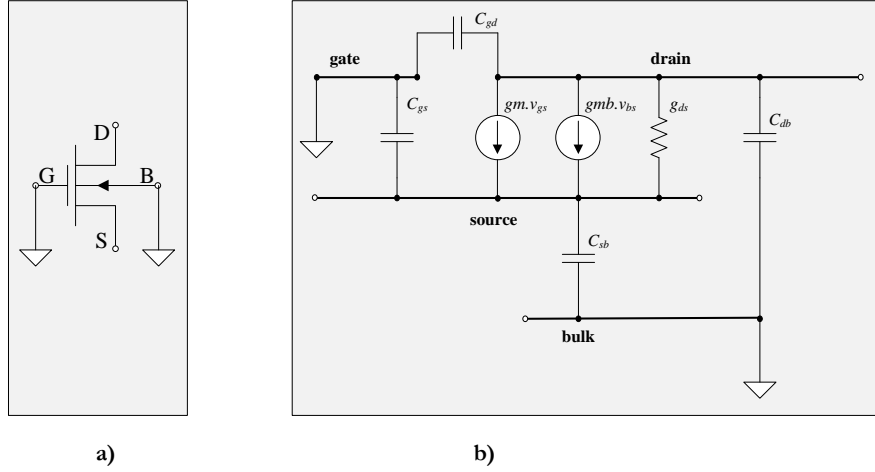 D
G
B
S
a)
C_gd
gate
drain
C_gs
gm.v_gs
gmb.v_bs
g_ds
C_db
source
C_sb
bulk
b)